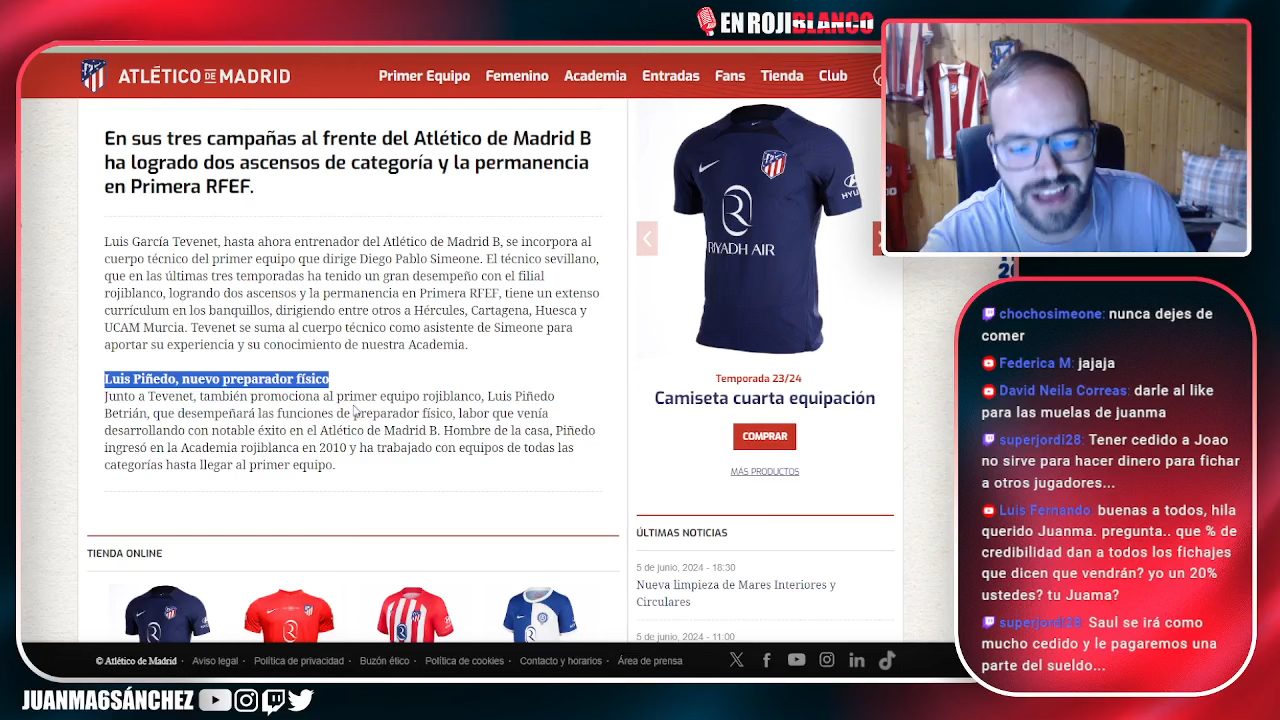 EN ROJIBLANCO
ATLÉTICO DE MADRID
Primer Equipo Femenino Academia Entradas Fans Tienda Club
En sus tres campañas al frente del Atlético de Madrid B
ha logrado dos ascensos de categoría y la permanencia
en Primera RFEF.
Luis García Tevenet, hasta ahora entrenador del Atlético de Madrid B, se incorpora al
cuerpo técnico del primer equipo que dirige Diego Pablo Simeone. El técnico sevillano,
que en las últimas tres temporadas ha tenido un gran desempeño con el filial
rojiblanco, logrando dos ascensos y la permanencia en Primera RFEF, tiene un extenso
currículum en los banquillos, dirigiendo entre otros a Hércules, Cartagena, Huesca y
UCAM Murcia. Tevenet se suma al cuerpo técnico como asistente de Simeone para
aportar su experiencia y su conocimiento de nuestra Academia.
Luis Piñedo, nuevo preparador físico
Junto a Tevenet, también promociona al primer equipo rojiblanco, Luis Piñedo
Betrián, que desempeñará las funciones de preparador físico, labor que venía
desarrollando con notable éxito en el Atlético de Madrid B. Hombre de la casa, Piñedo
ingresó en la Academia rojiblanca en 2010 y ha trabajado con equipos de todas las
categorías hasta llegar al primer equipo.
TIENDA ONLINE
RIYADH AIR
Temporada 23/24
Camiseta cuarta equipación
COMPRAR
MÁS PRODUCTOS
ÚLTIMAS NOTICIAS
5 de junio, 2024 - 18:30
Nueva limpieza de Mares Interiores y
Circulares
5 de junio, 2024 - 11:00
© Atlético de Madrid · Aviso legal · Política de privacidad · Buzón ético · Política de cookies · Contacto y horarios · Área de prensa
chochosimeone: nunca dejes de
comer
Federica M: jajaja
David Neila Correas: darle al like
para las muelas de juanma
superjordi28: Tener cedido a Joao
no sirve para hacer dinero para fichar
a otros jugadores...
Luis Fernando: buenas a todos, hila
querido Juanma. pregunta.. que % de
credibilidad dan a todos los fichajes
que dicen que vendrán? yo un 20%
ustedes? tu Juama?
superjordi28: Saul se irá como
mucho cedido y le pagaremos una
parte del sueldo...
JUANMA6SÁNCHEZ